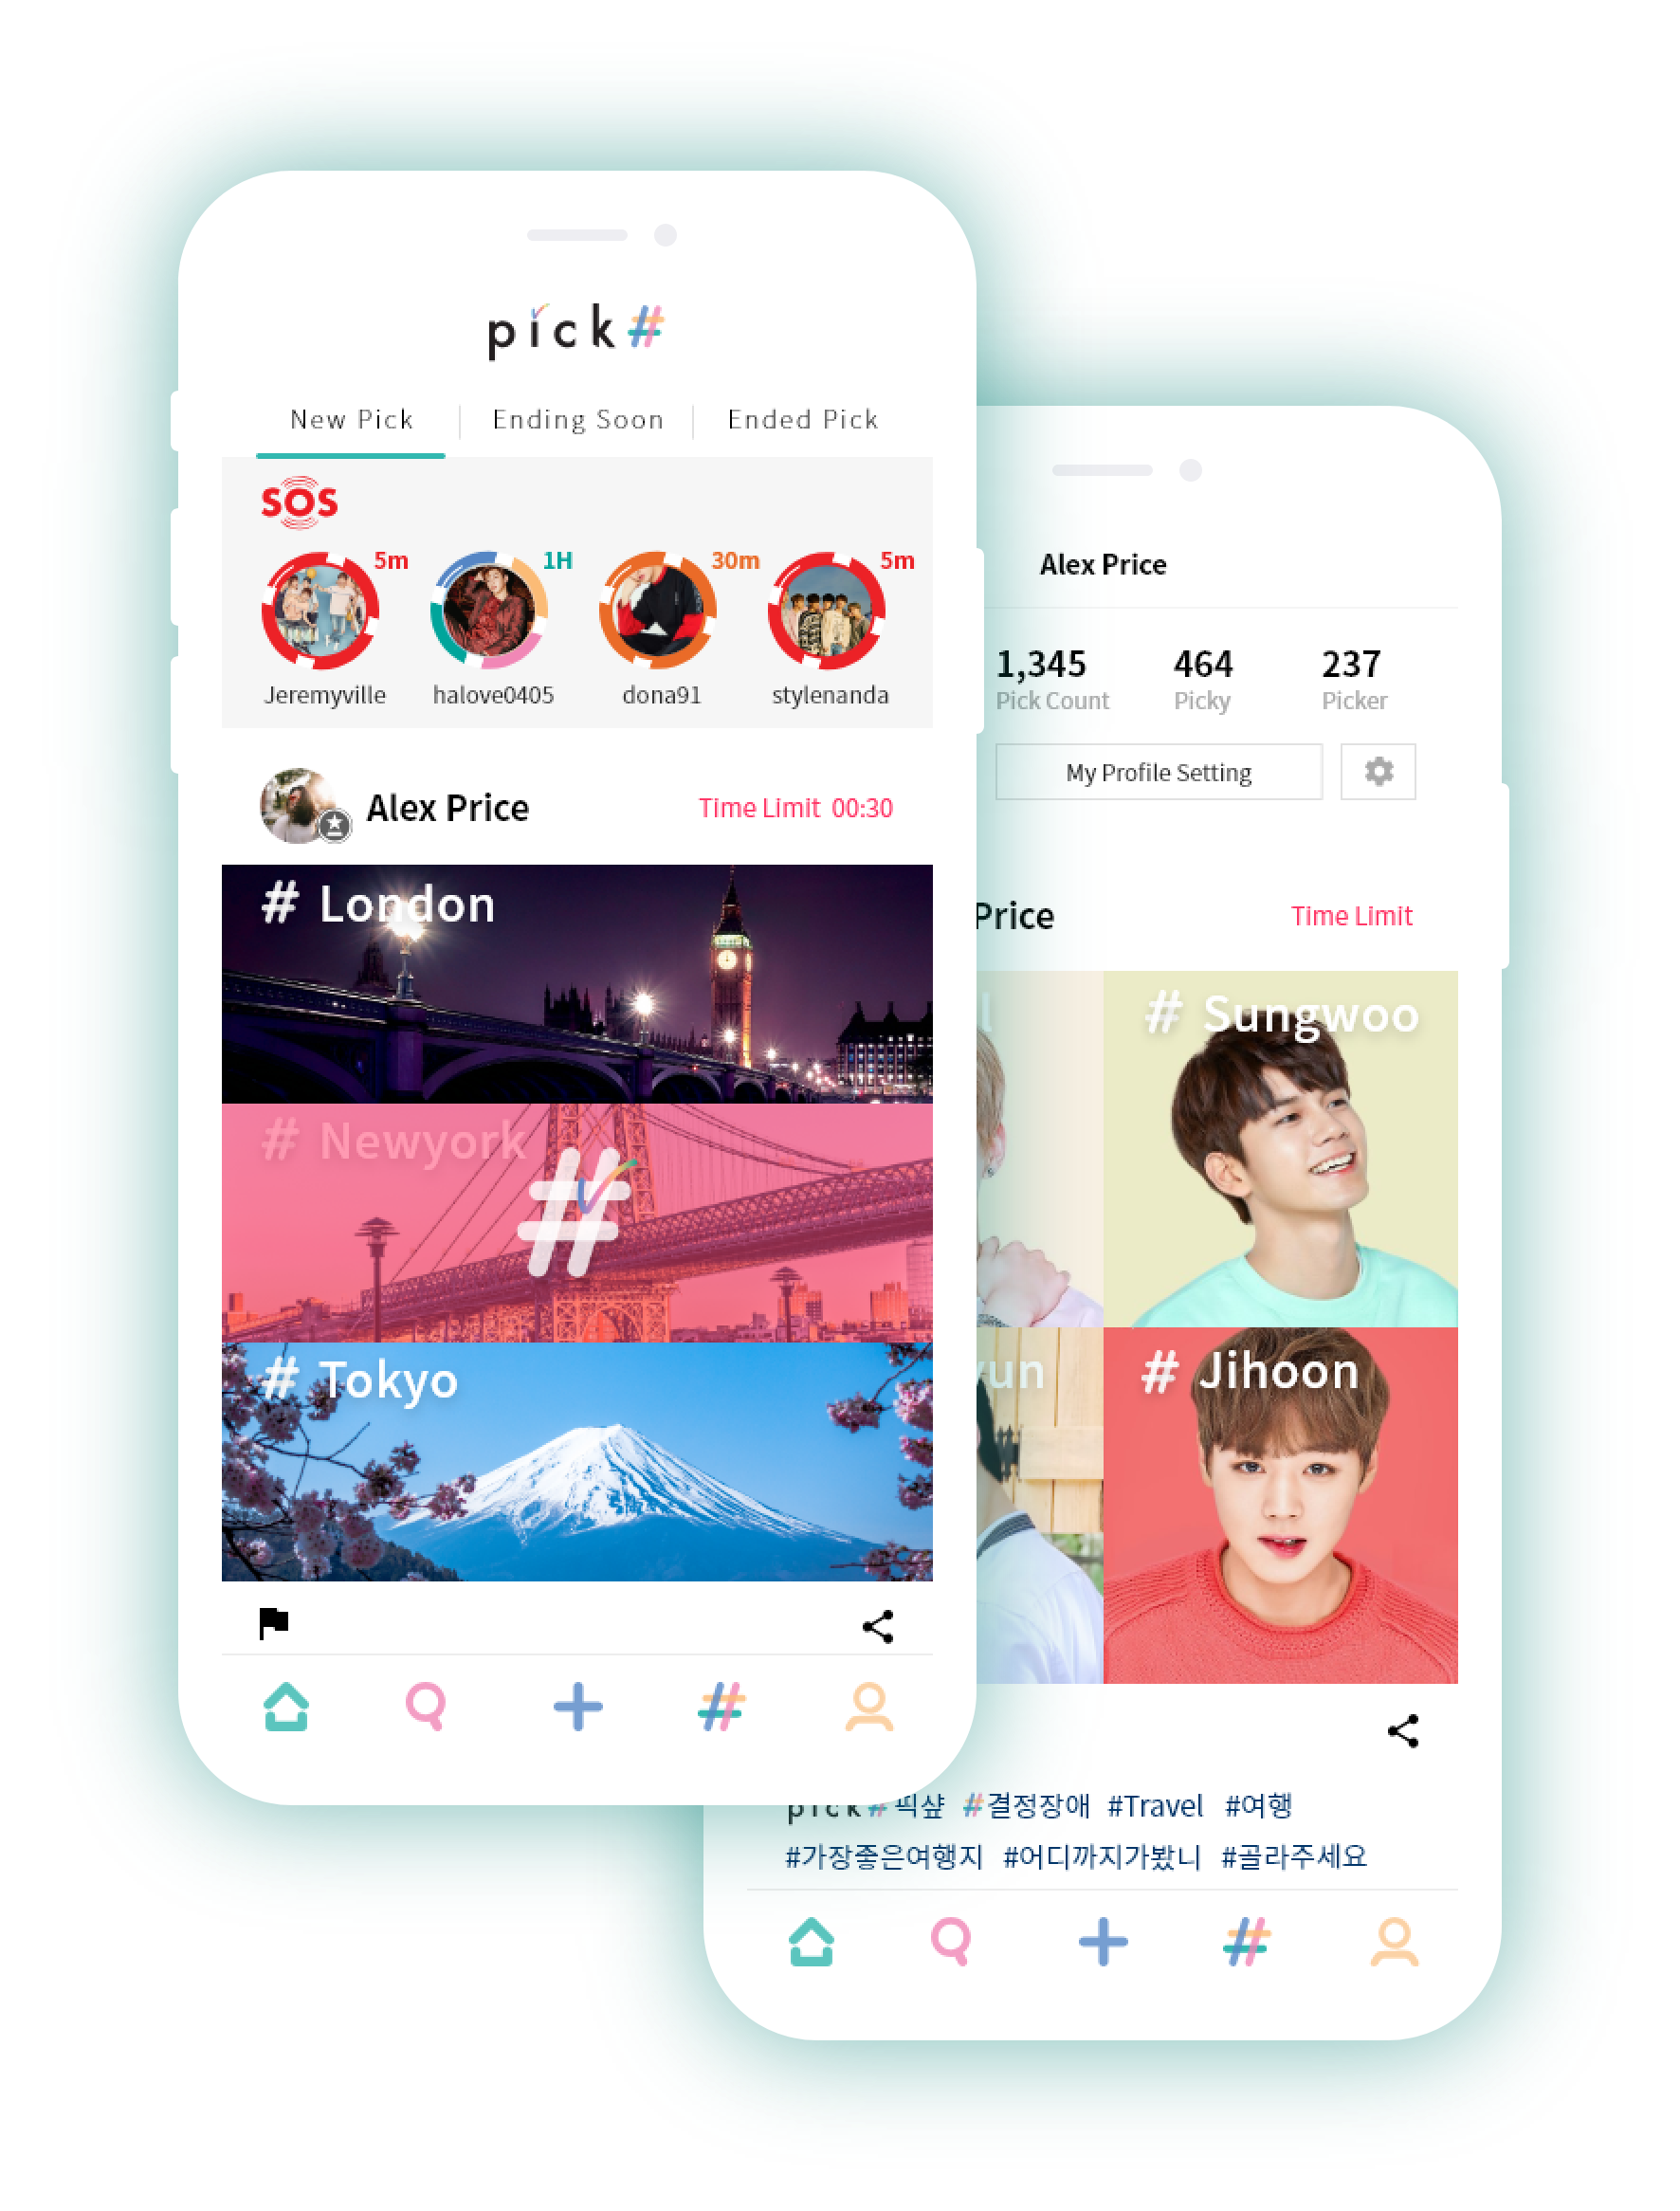 pick#
New Pick Ending Soon Ended Pick
SOS
5m 1H 30m 5m
Jeremyville halove0405 dona91 stylenanda
Alex Price Time Limit 00:30
# London
# Newyork
# Tokyo
Alex Price
1,345 464 237
Pick Count Picky Picker
My Profile Setting
Price Time Limit
# Sungwoo
# Jihoon
pick# 픽샾 #결정장애 #Travel #여행
#가장좋은여행지 #어디까지가봤니 #골라주세요